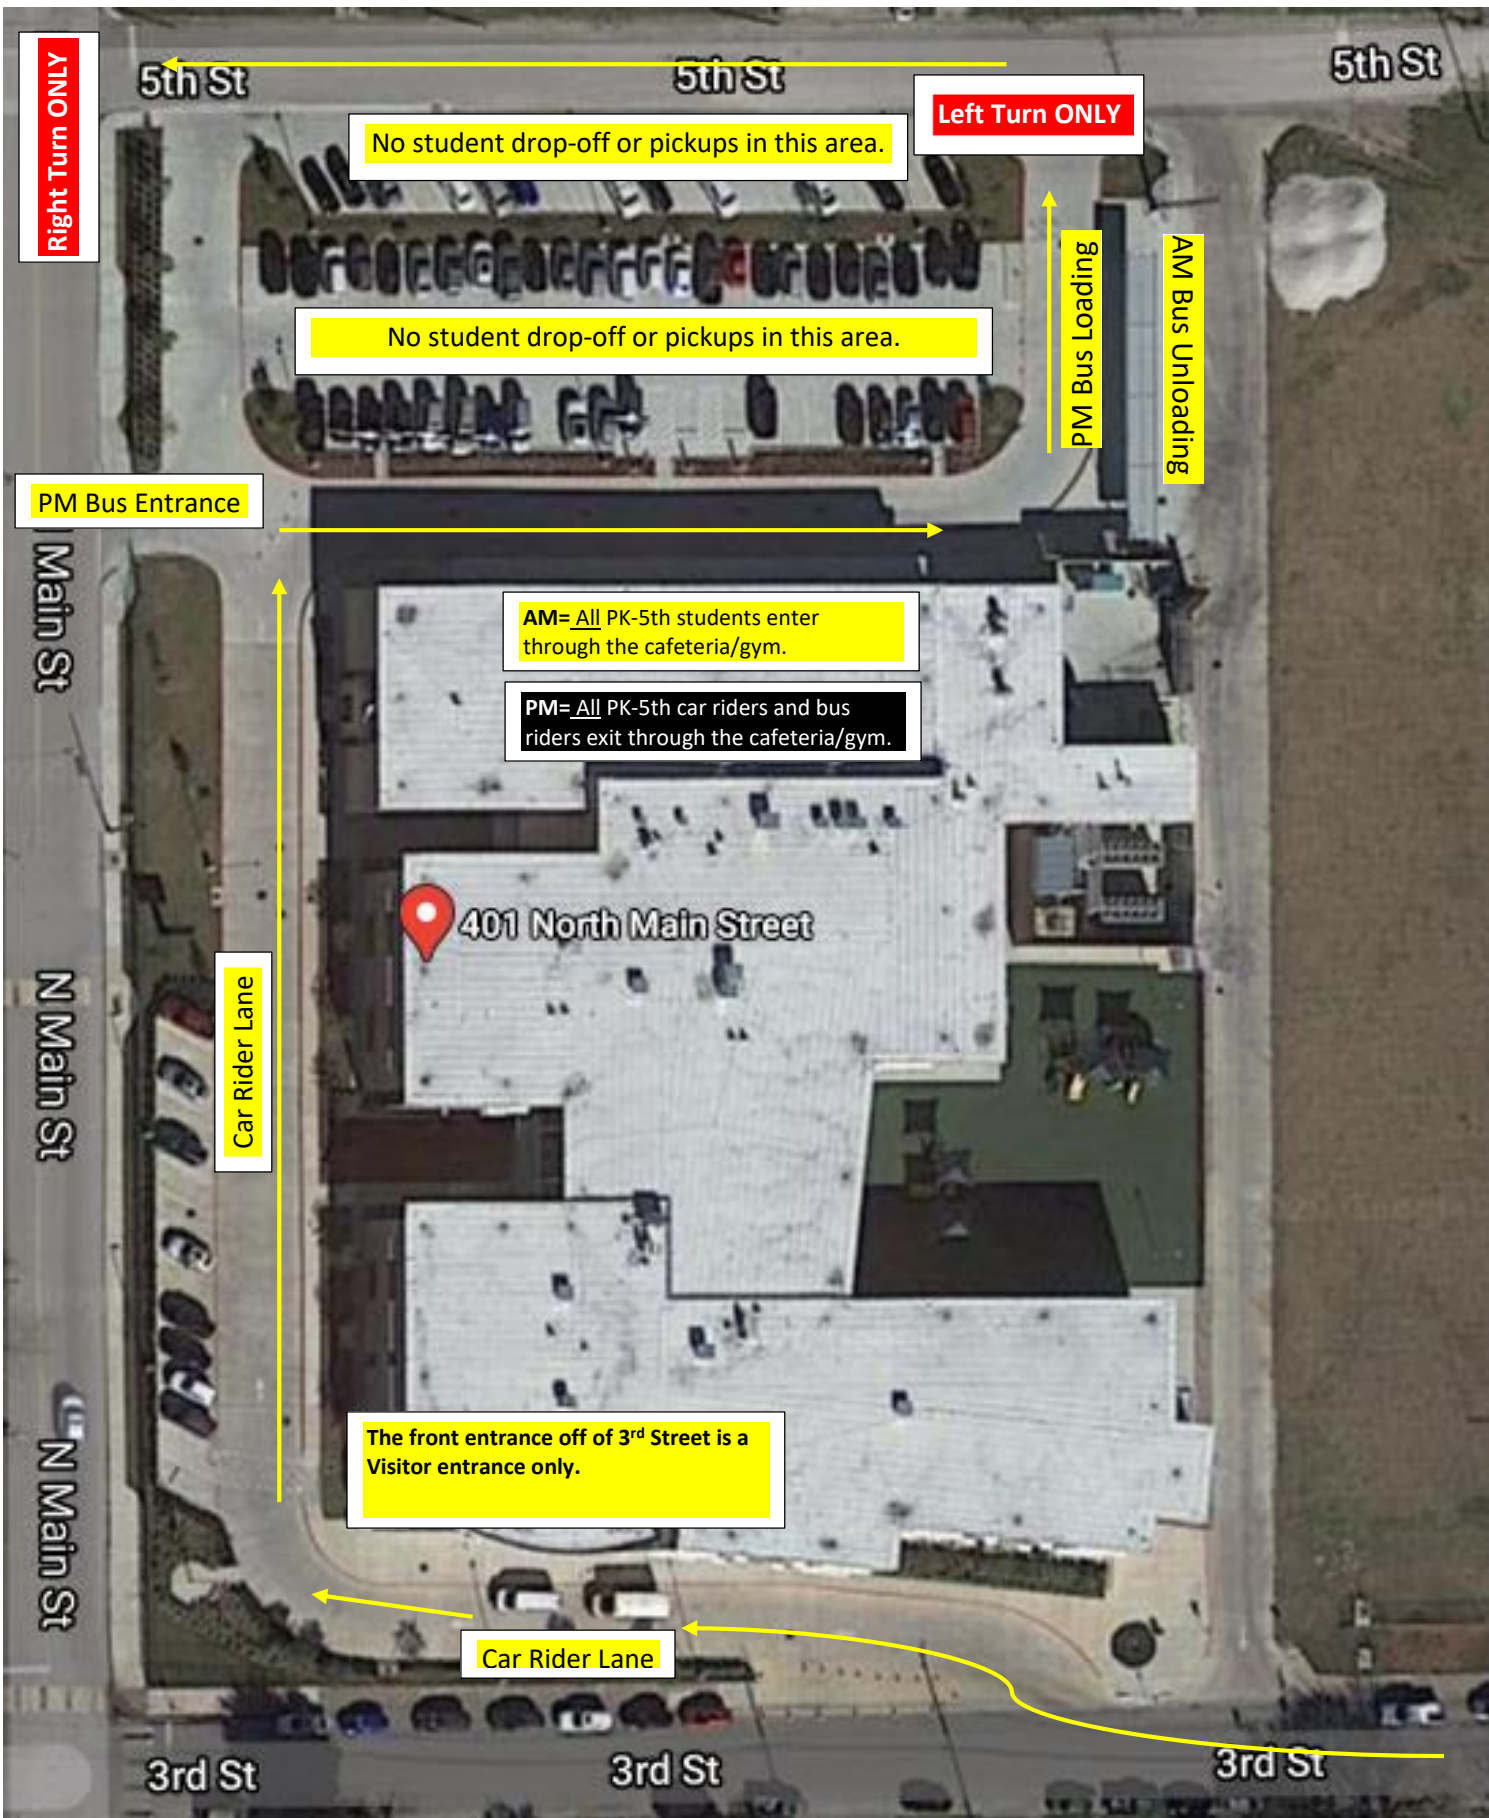 Right Turn ONLY
5th St
5th St
5th St
Left Turn ONLY
No student drop-off or pickups in this area.
No student drop-off or pickups in this area.
PM Bus Loading
AM Bus Unloading
PM Bus Entrance
N Main St
AM= All PK-5th students enter
through the cafeteria/gym.
PM= All PK-5th car riders and bus
riders exit through the cafeteria/gym.
401 North Main Street
Car Rider Lane
N Main St
The front entrance off of 3rd Street is a
Visitor entrance only.
N Main St
Car Rider Lane
3rd St
3rd St
3rd St